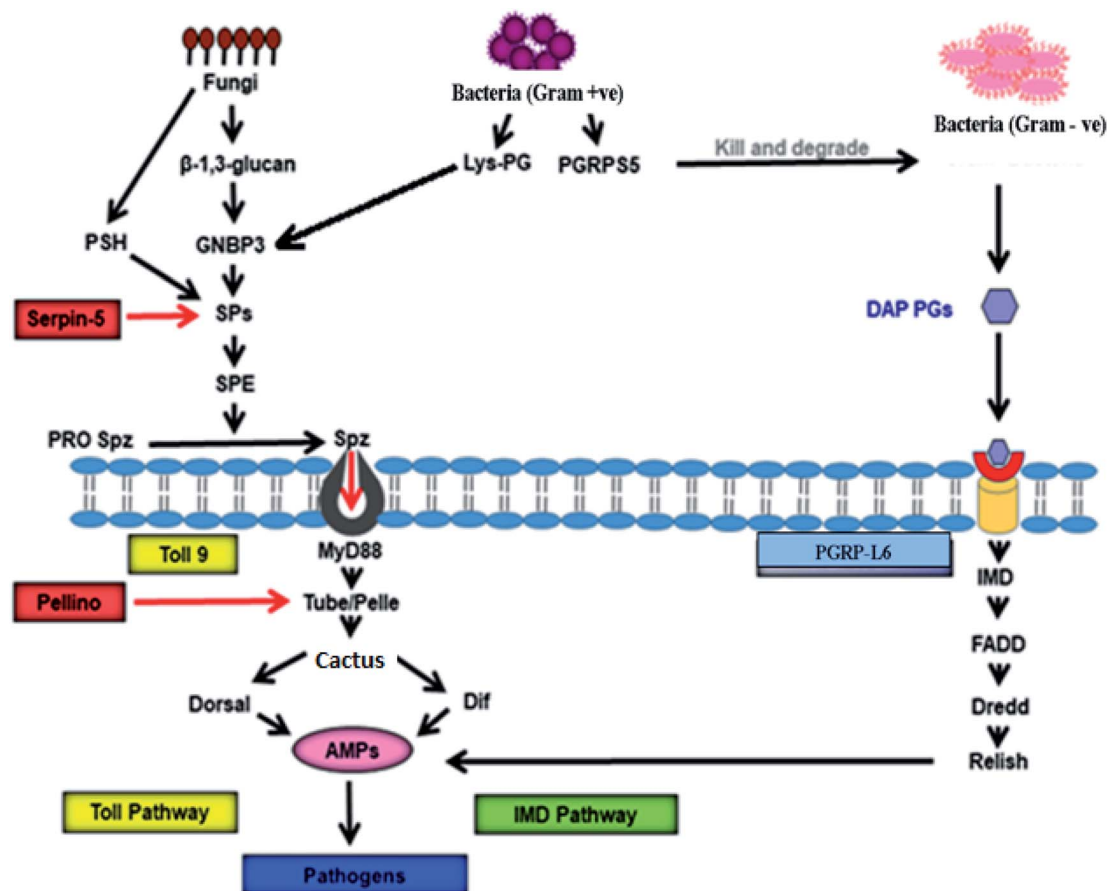 Fungi
Bacteria (Gram +ve)
Bacteria (Gram - ve)
β-1,3-glucan
Lys-PG
PGRPS5
Kill and degrade
PSH
GNBP3
Serpin-5
SPs
DAP PGs
SPE
PRO Spz
Spz
Toll 9
MyD88
PGRP-L6
IMD
Pellino
Tube/Pelle
FADD
Cactus
Dorsal
Dif
Dredd
AMPs
Relish
Toll Pathway
IMD Pathway
Pathogens